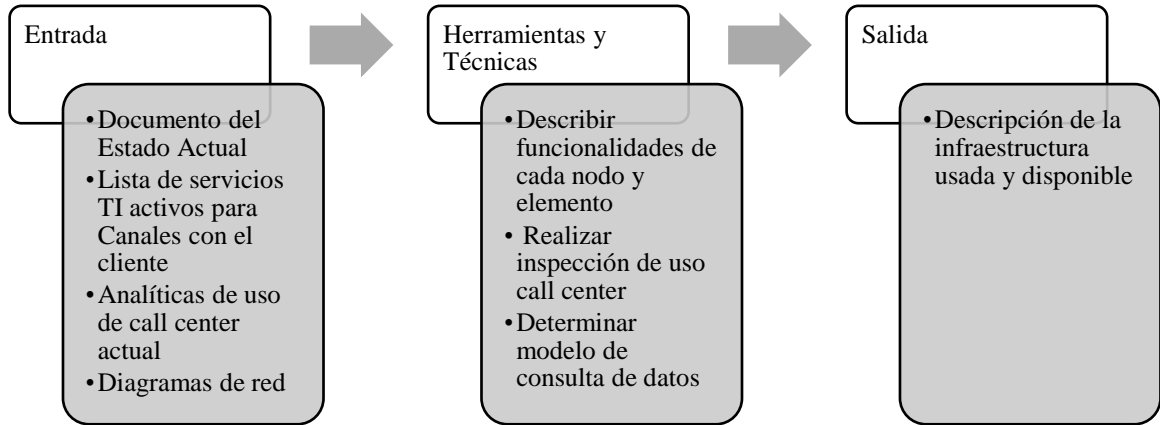 Entrada
•Documento del
Estado Actual
•Lista de servicios
TI activos para
Canales con el
cliente
•Analíticas de uso
de call center
actual
•Diagramas de red
Herramientas y
Técnicas
•Describir
funcionalidades de
cada nodo y
elemento
• Realizar
inspección de uso
call center
•Determinar
modelo de
consulta de datos
Salida
•Descripción de la
infraestructura
usada y disponible